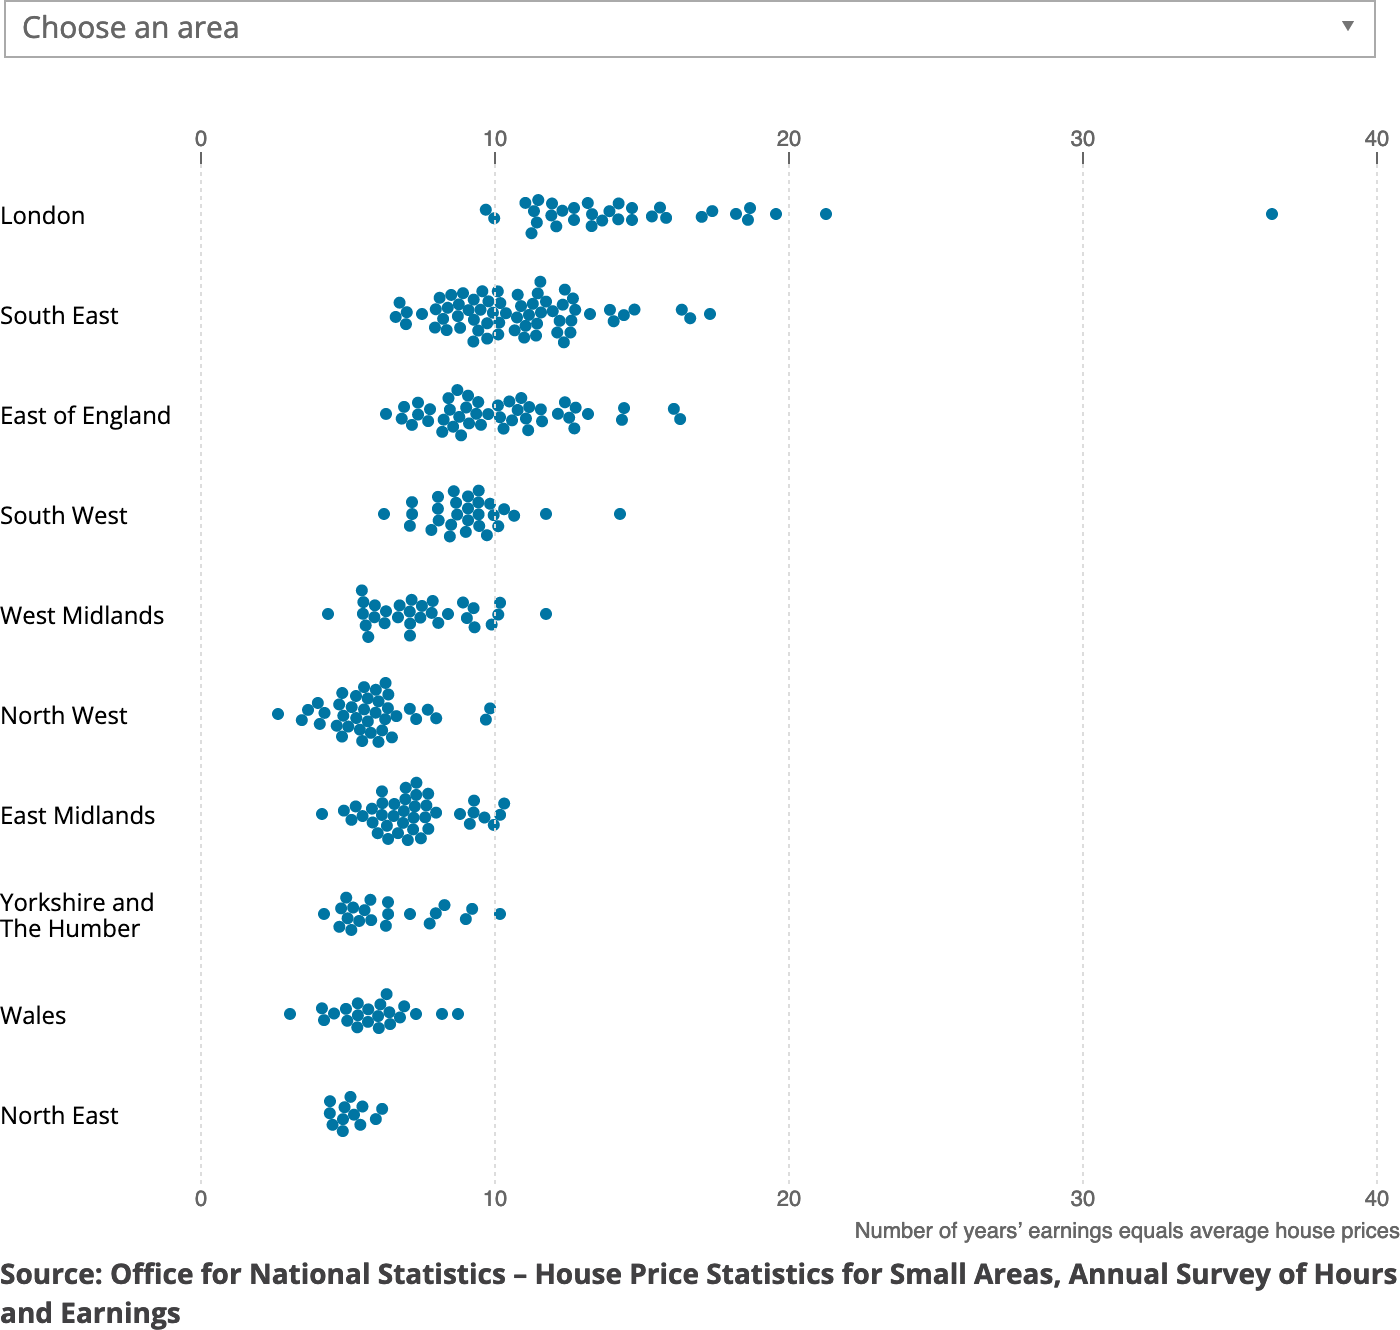 Choose an area
0 10 20 30 40
London
South East
East of England
South West
West Midlands
North West
East Midlands
Yorkshire and
The Humber
Wales
North East
0 10 20 30 40
Number of years’ earnings equals average house prices
Source: Office for National Statistics – House Price Statistics for Small Areas, Annual Survey of Hours
and Earnings